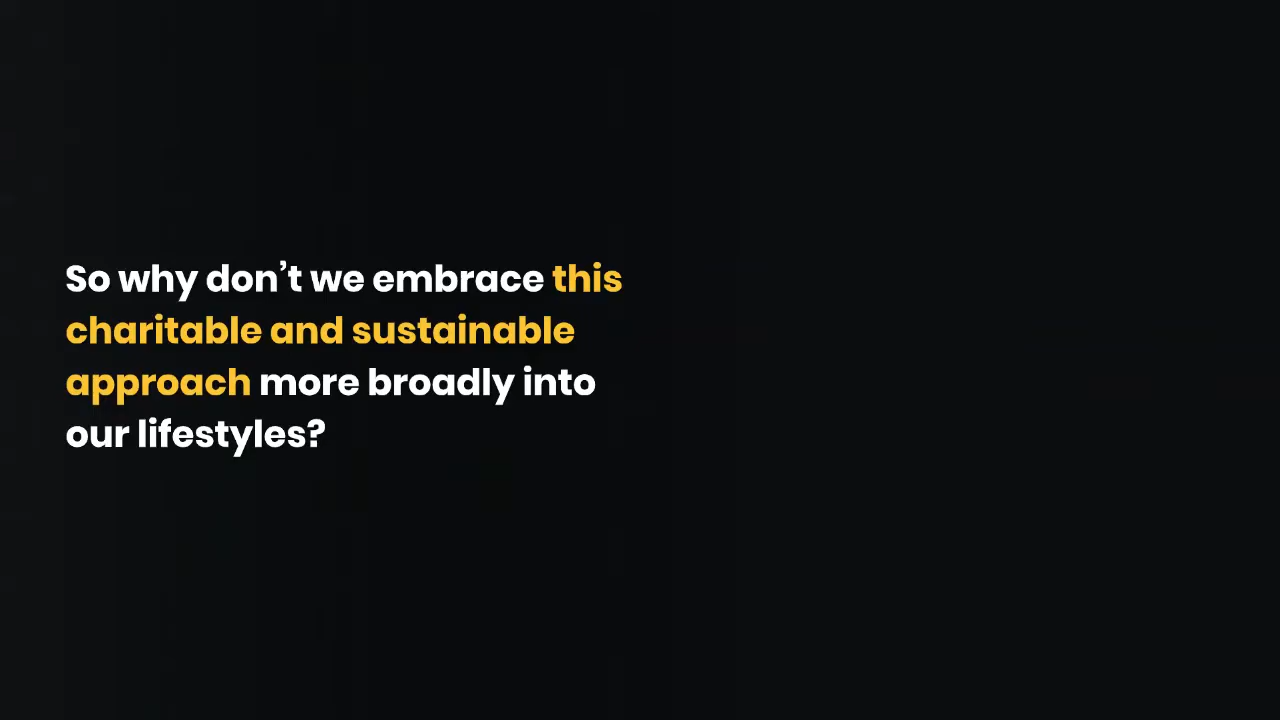 So why don’t we embrace this
charitable and sustainable
approach more broadly into
our lifestyles?